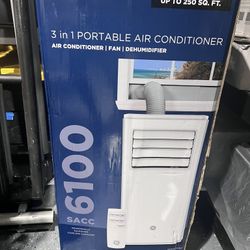 UP TO 250 SQ. FT.
3 in 1 PORTABLE AIR CONDITIONER
AIR CONDITIONER | FAN | DEHUMIDIFIER
6100
SACC